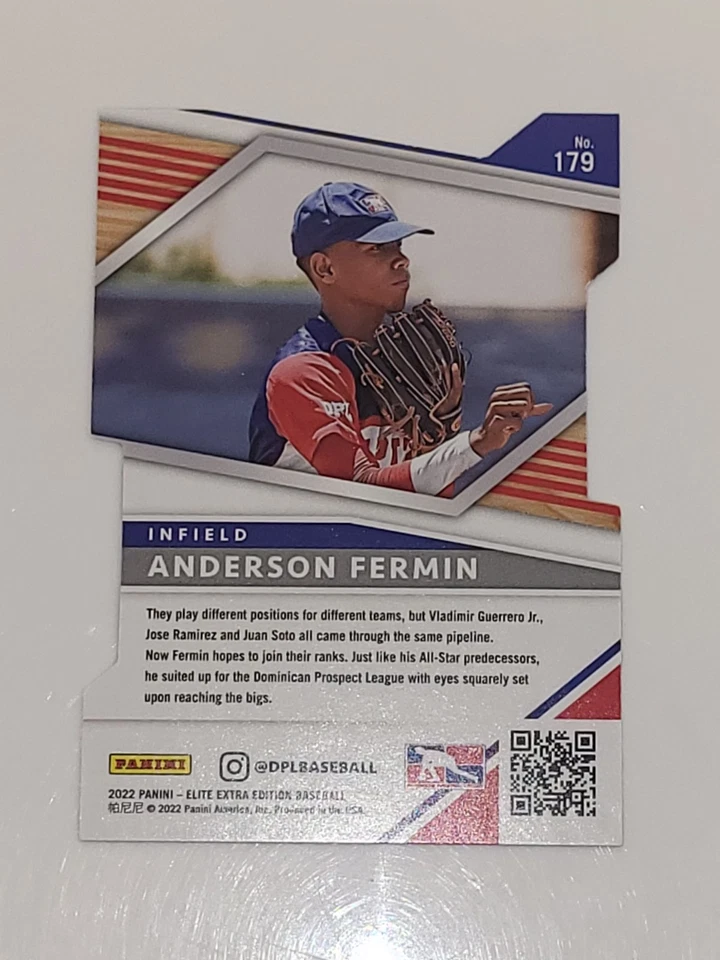 No.
179
DPL
INFIELD
ANDERSON FERMIN
They play different positions for different teams, but Vladimir Guerrero Jr.,
Jose Ramirez and Juan Soto all came through the same pipeline.
Now Fermin hopes to join their ranks. Just like his All-Star predecessors,
he suited up for the Dominican Prospect League with eyes squarely set
upon reaching the bigs.
PANINI
@DPLBASEBALL
2022 PANINI – ELITE EXTRA EDITION BASEBALL
帕尼尼 © 2022 Panini America, Inc. Produced in the USA.